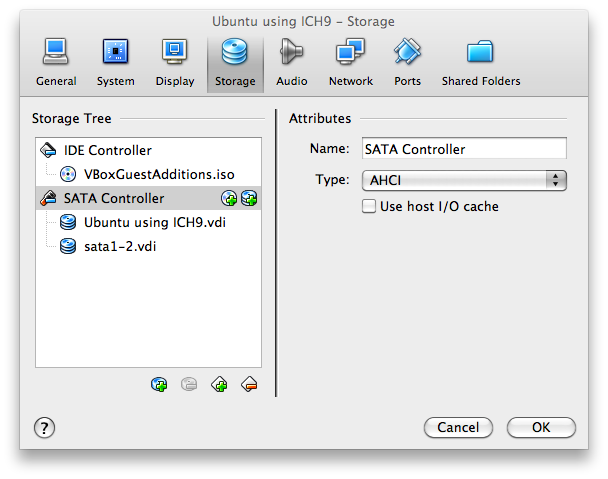 Ubuntu using ICH9 – Storage
General System Display Storage Audio Network Ports Shared Folders
Storage Tree
IDE Controller
VBoxGuestAdditions.iso
SATA Controller
Ubuntu using ICH9.vdi
sata1-2.vdi
Attributes
Name: SATA Controller
Type: AHCI
Use host I/O cache
? Cancel OK